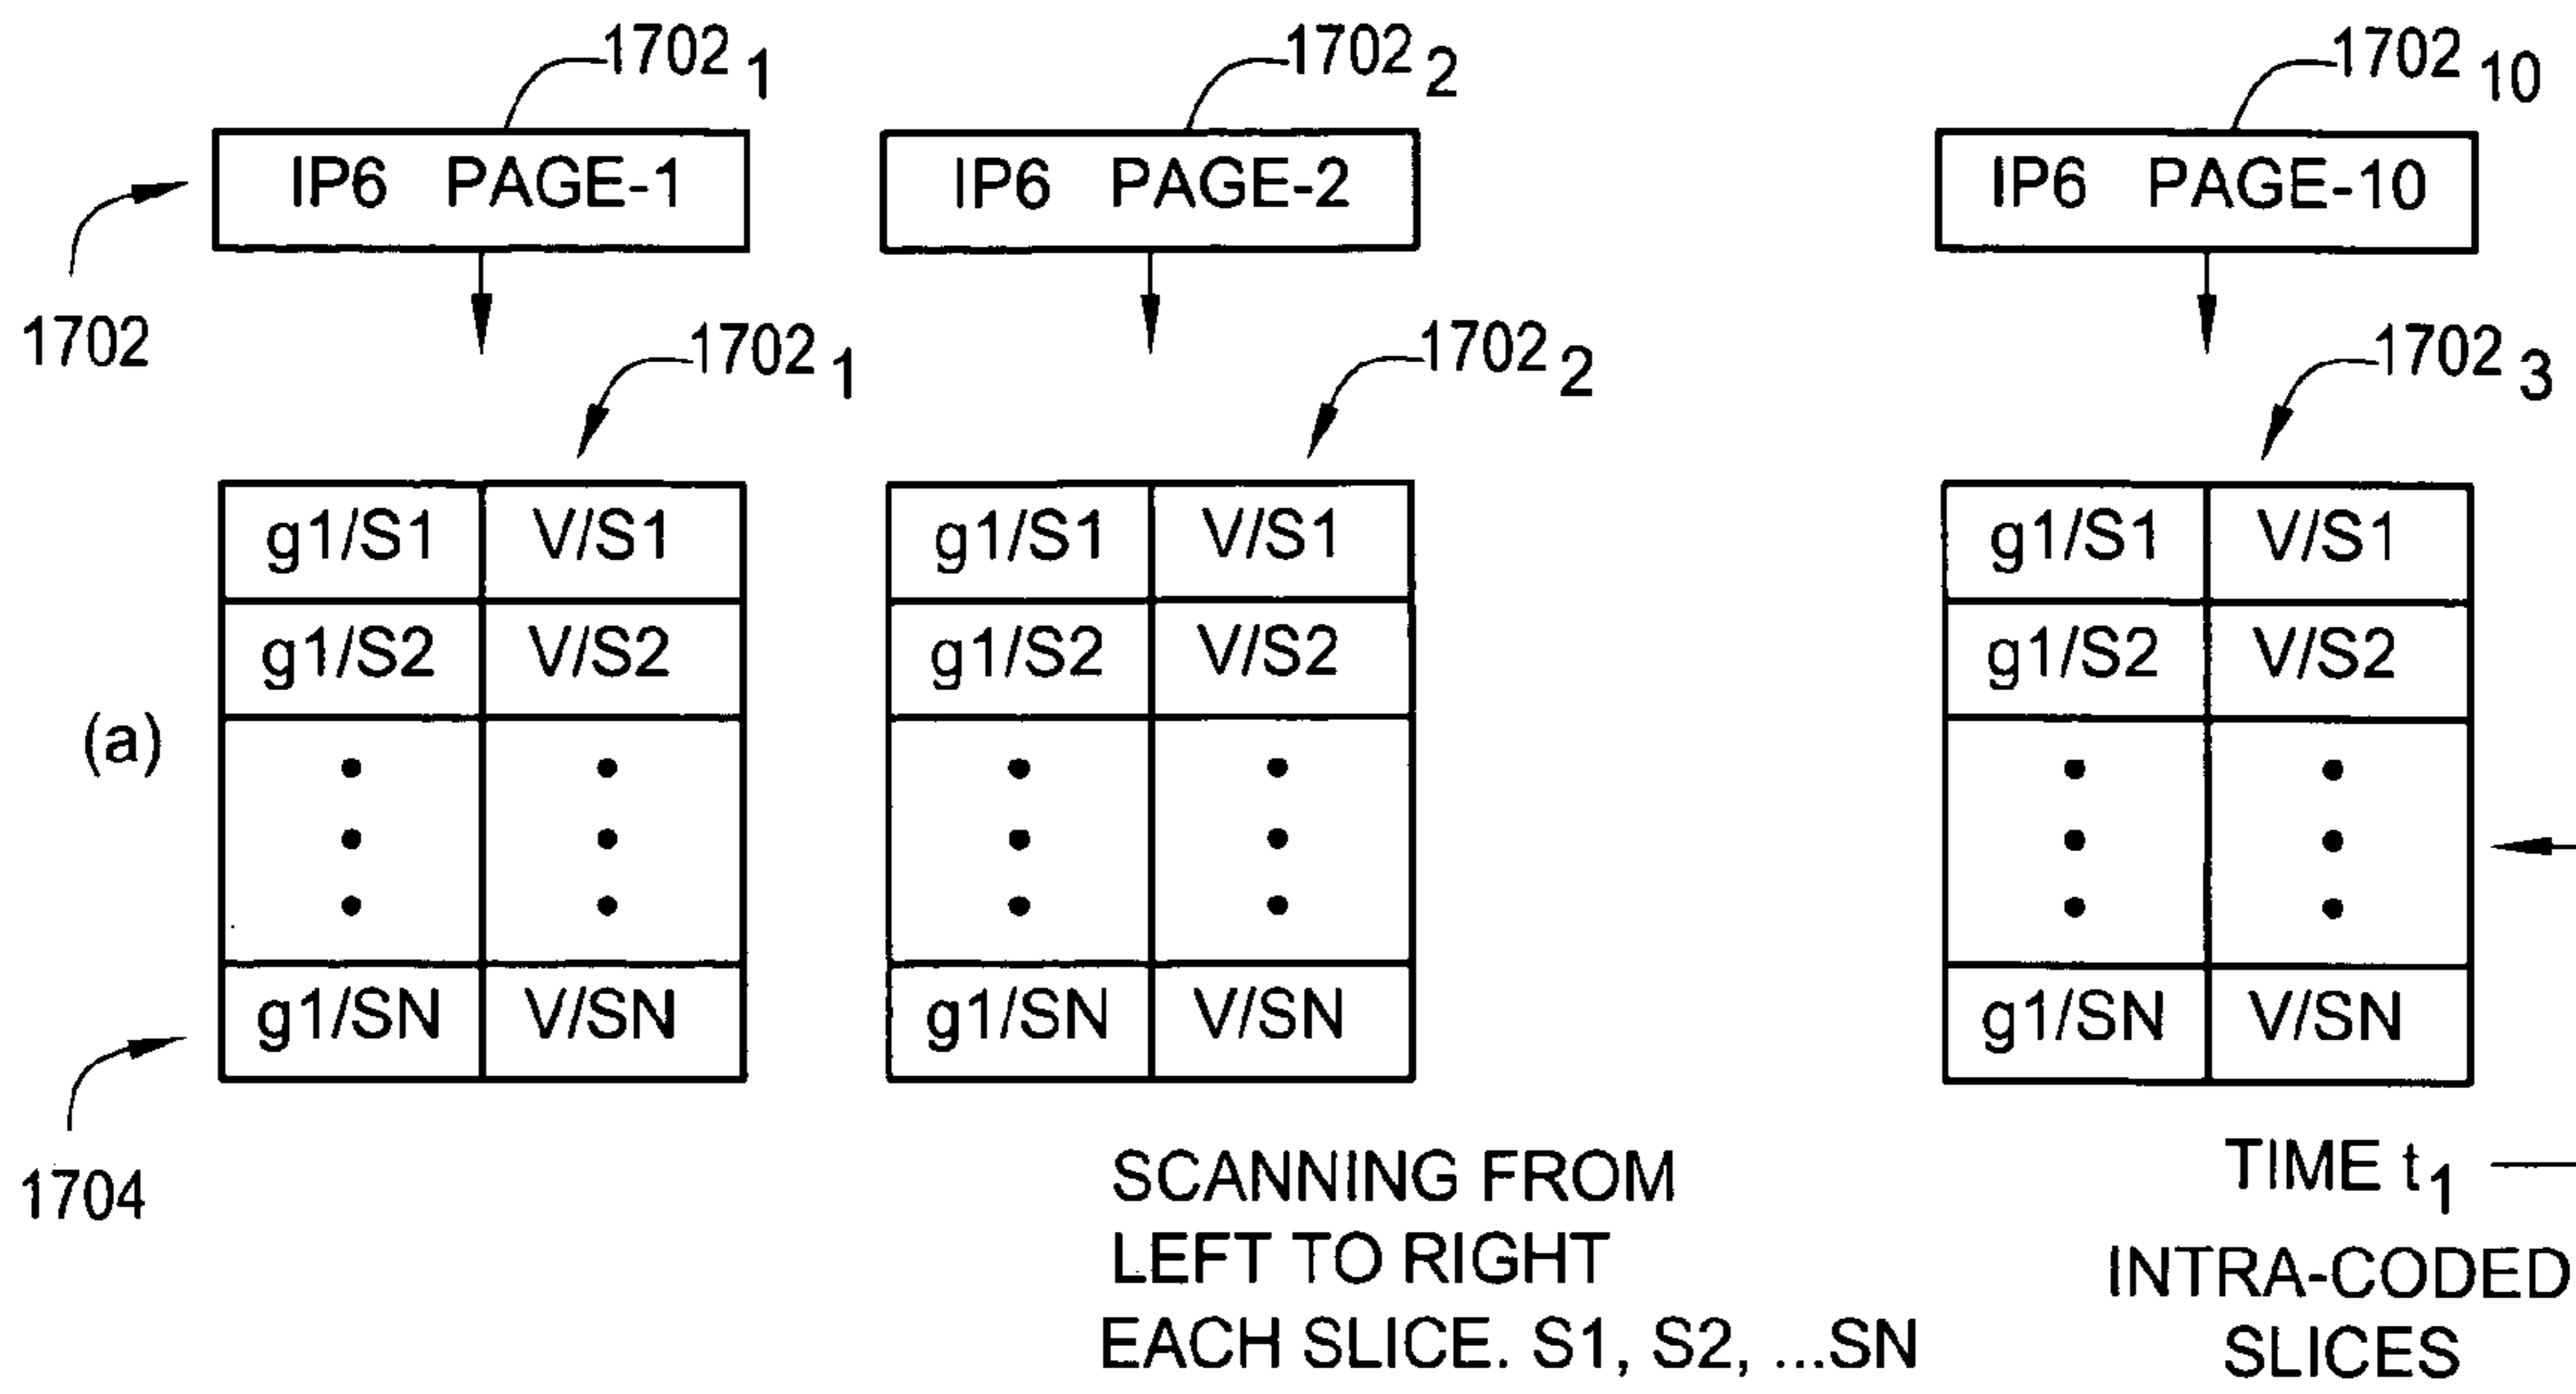 1702 1 1702 2 1702 10
IP6 PAGE-1 IP6 PAGE-2 IP6 PAGE-10
1702
1702 1 1702 2 1702 3
g1/S1 V/S1 g1/S1 V/S1 g1/S1 V/S1
g1/S2 V/S2 g1/S2 V/S2 g1/S2 V/S2
(a)
g1/SN V/SN g1/SN V/SN g1/SN V/SN
1704
SCANNING FROM
LEFT TO RIGHT
EACH SLICE. S1, S2, ...SN
TIME t1
INTRA-CODED
SLICES